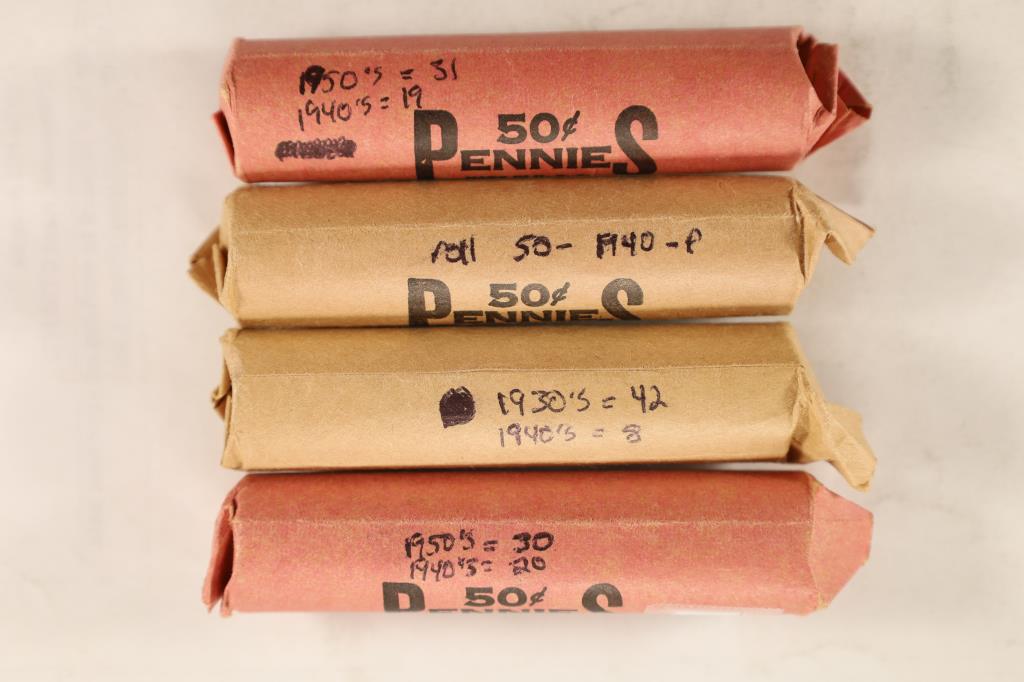 1950's = 31
1940's = 19
50¢
PENNIES
roll 50- 1940-P
50¢
PENNIES
1930's = 42
1940's = 8
1950's = 30
1940's = 20
50¢
PENNIES